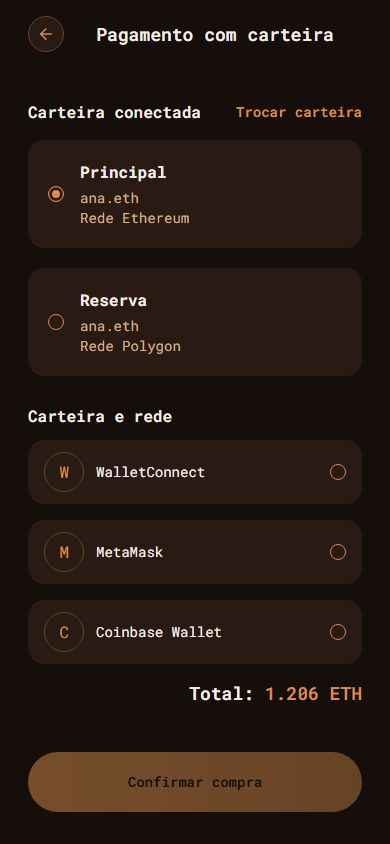 Pagamento com carteira
Carteira conectada Trocar carteira
Principal
ana.eth
Rede Ethereum
Reserva
ana.eth
Rede Polygon
Carteira e rede
W WalletConnect
M MetaMask
C Coinbase Wallet
Total: 1.206 ETH
Confirmar compra